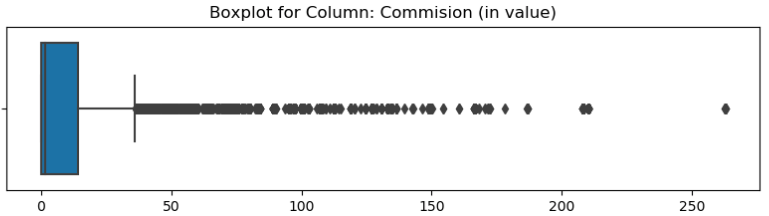 Boxplot for Column: Commision (in value)
0 50 100 150 200 250